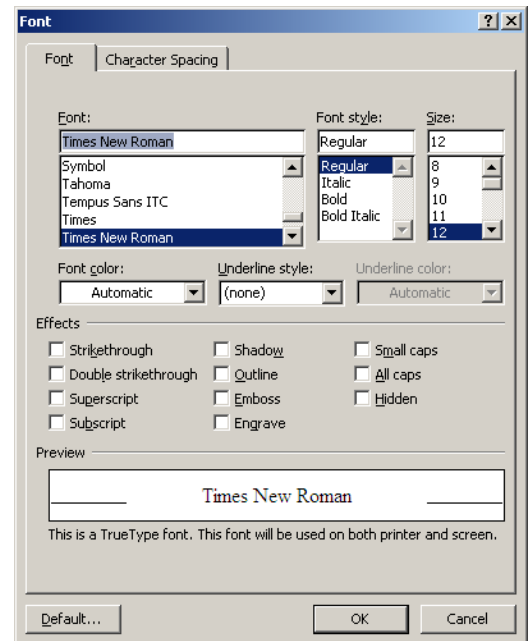 Font
Font Character Spacing
Font: Font style: Size:
Times New Roman Regular 12
Symbol Regular 8
Tahoma Italic 9
Tempus Sans ITC Bold 10
Times Bold Italic 11
Times New Roman 12
Font color: Underline style: Underline color:
Automatic (none) Automatic
Effects
Strikethrough Shadow Small caps
Double strikethrough Outline All caps
Superscript Emboss Hidden
Subscript Engrave
Preview
Times New Roman
This is a TrueType font. This font will be used on both printer and screen.
Default... OK Cancel